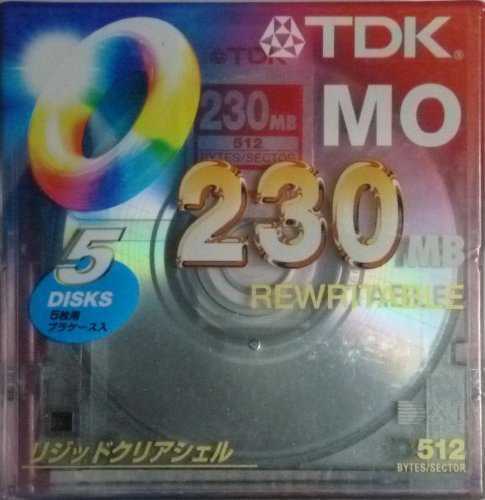 TDK
MO
TDK
230MB
512
BYTES/SECTOR
230MB
REWRITABLE
5
DISKS
5枚用
プラケース入
リジッドクリアシェル
512
BYTES/SECTOR